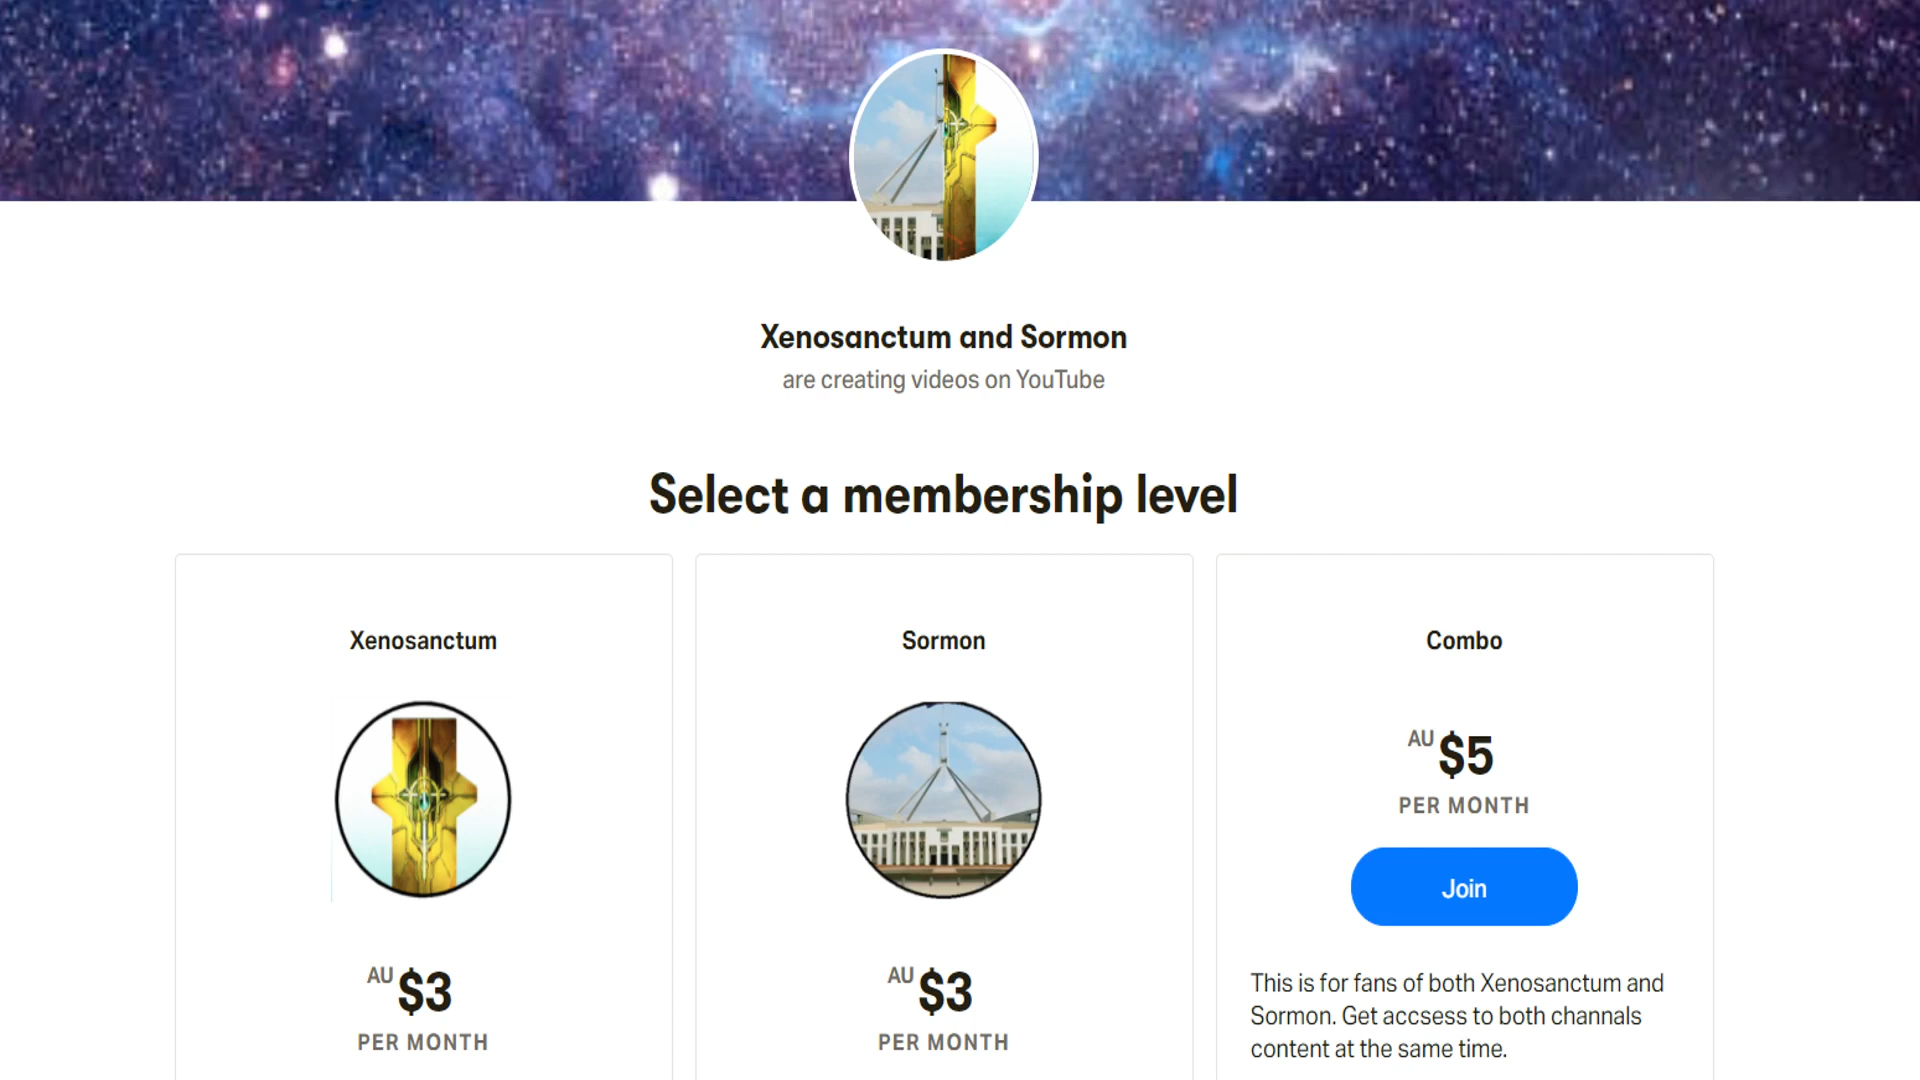 Xenosanctum and Sormon
are creating videos on YouTube
Select a membership level
Xenosanctum
AU $3
PER MONTH
Sormon
AU $3
PER MONTH
Combo
AU $5
PER MONTH
Join
This is for fans of both Xenosanctum and
Sormon. Get accsess to both channals
content at the same time.